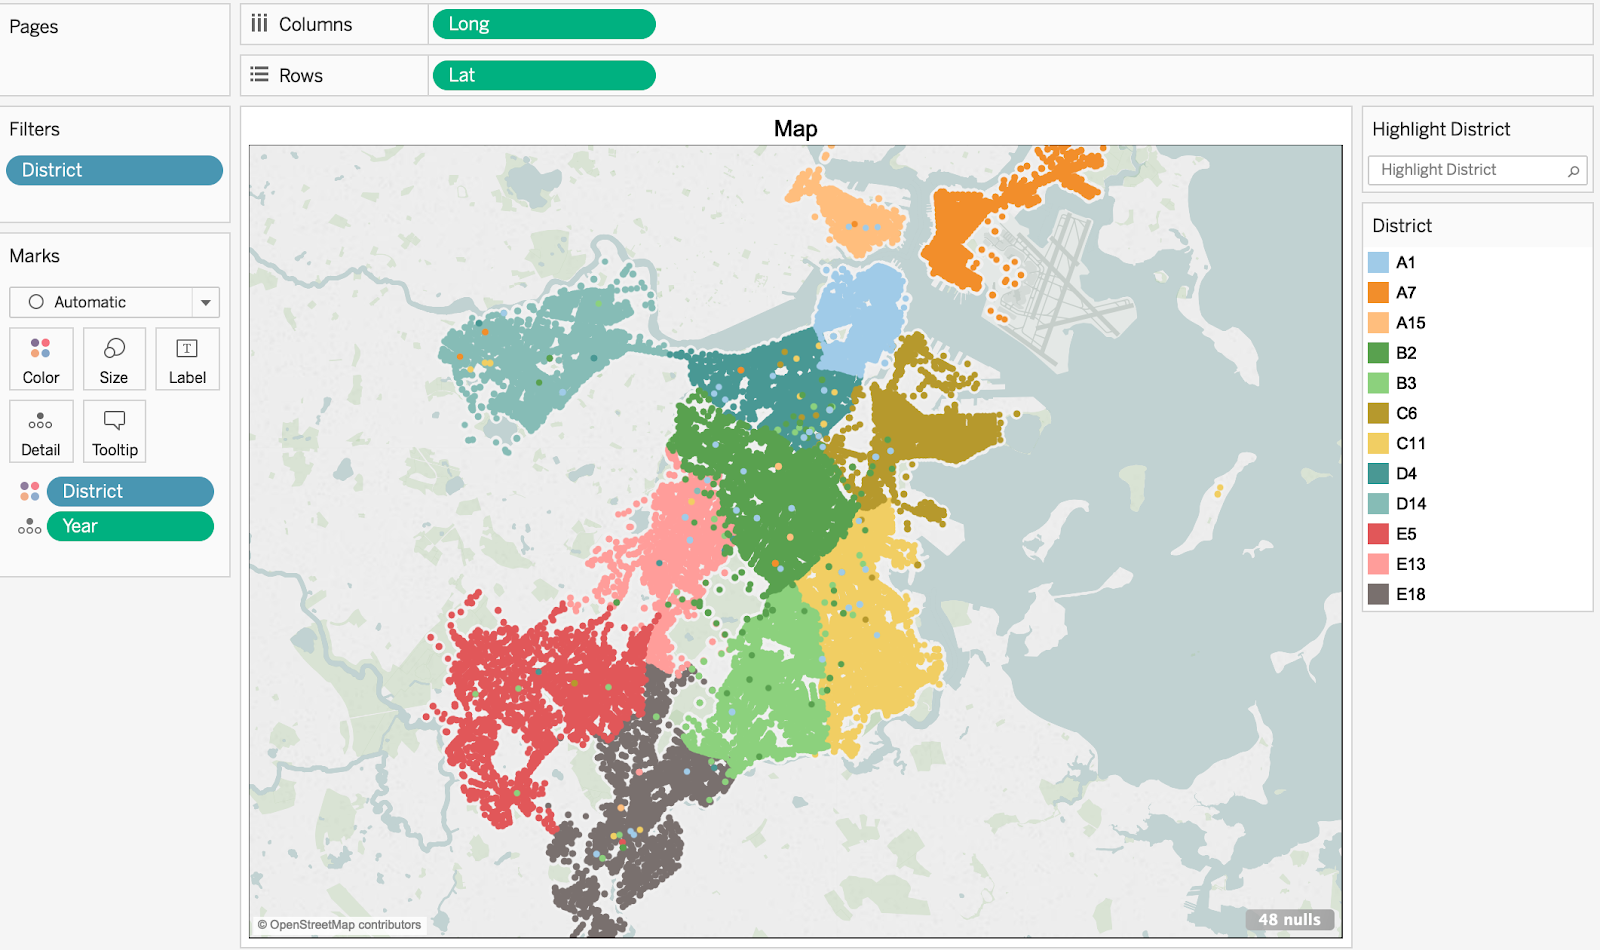 Pages
Columns
Long
Rows
Lat
Filters
District
Marks
Automatic
Color
Size
T
Label
Detail
Tooltip
District
Year
Map
© OpenStreetMap contributors
48 nulls
Highlight District
Highlight District
District
A1
A7
A15
B2
B3
C6
C11
D4
D14
E5
E13
E18